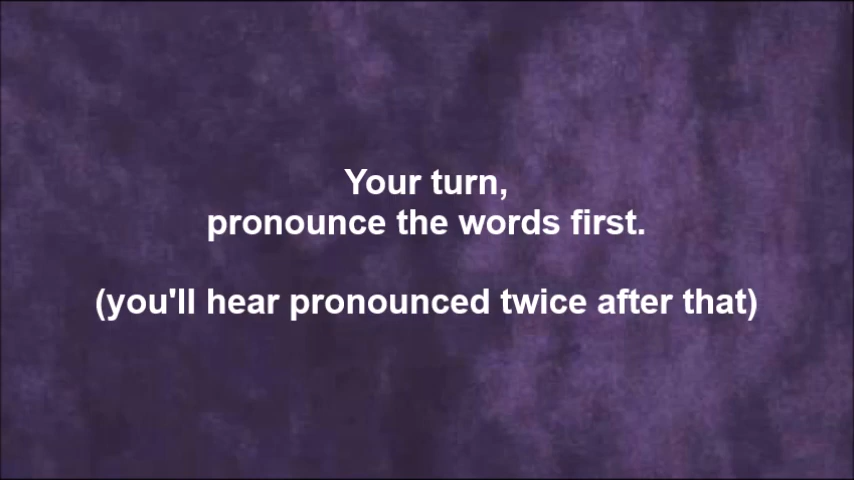 Your turn,
pronounce the words first.
(you'll hear pronounced twice after that)